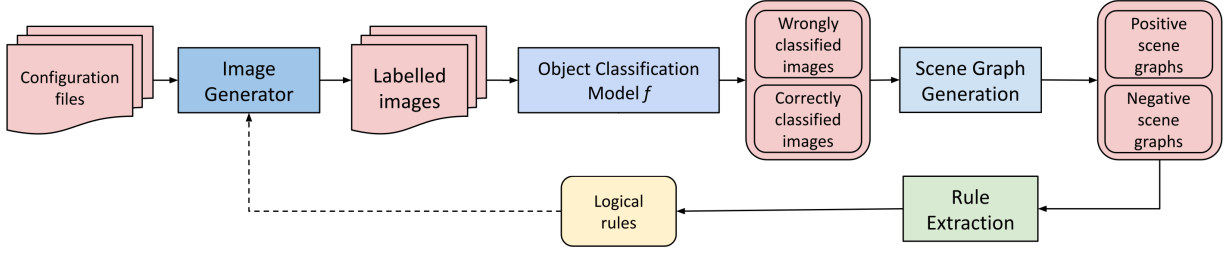 Configuration
files
Image
Generator
Labelled
images
Object Classification
Model f
Wrongly
classified
images
Correctly
classified
images
Scene Graph
Generation
Positive
scene
graphs
Negative
scene
graphs
Logical
rules
Rule
Extraction